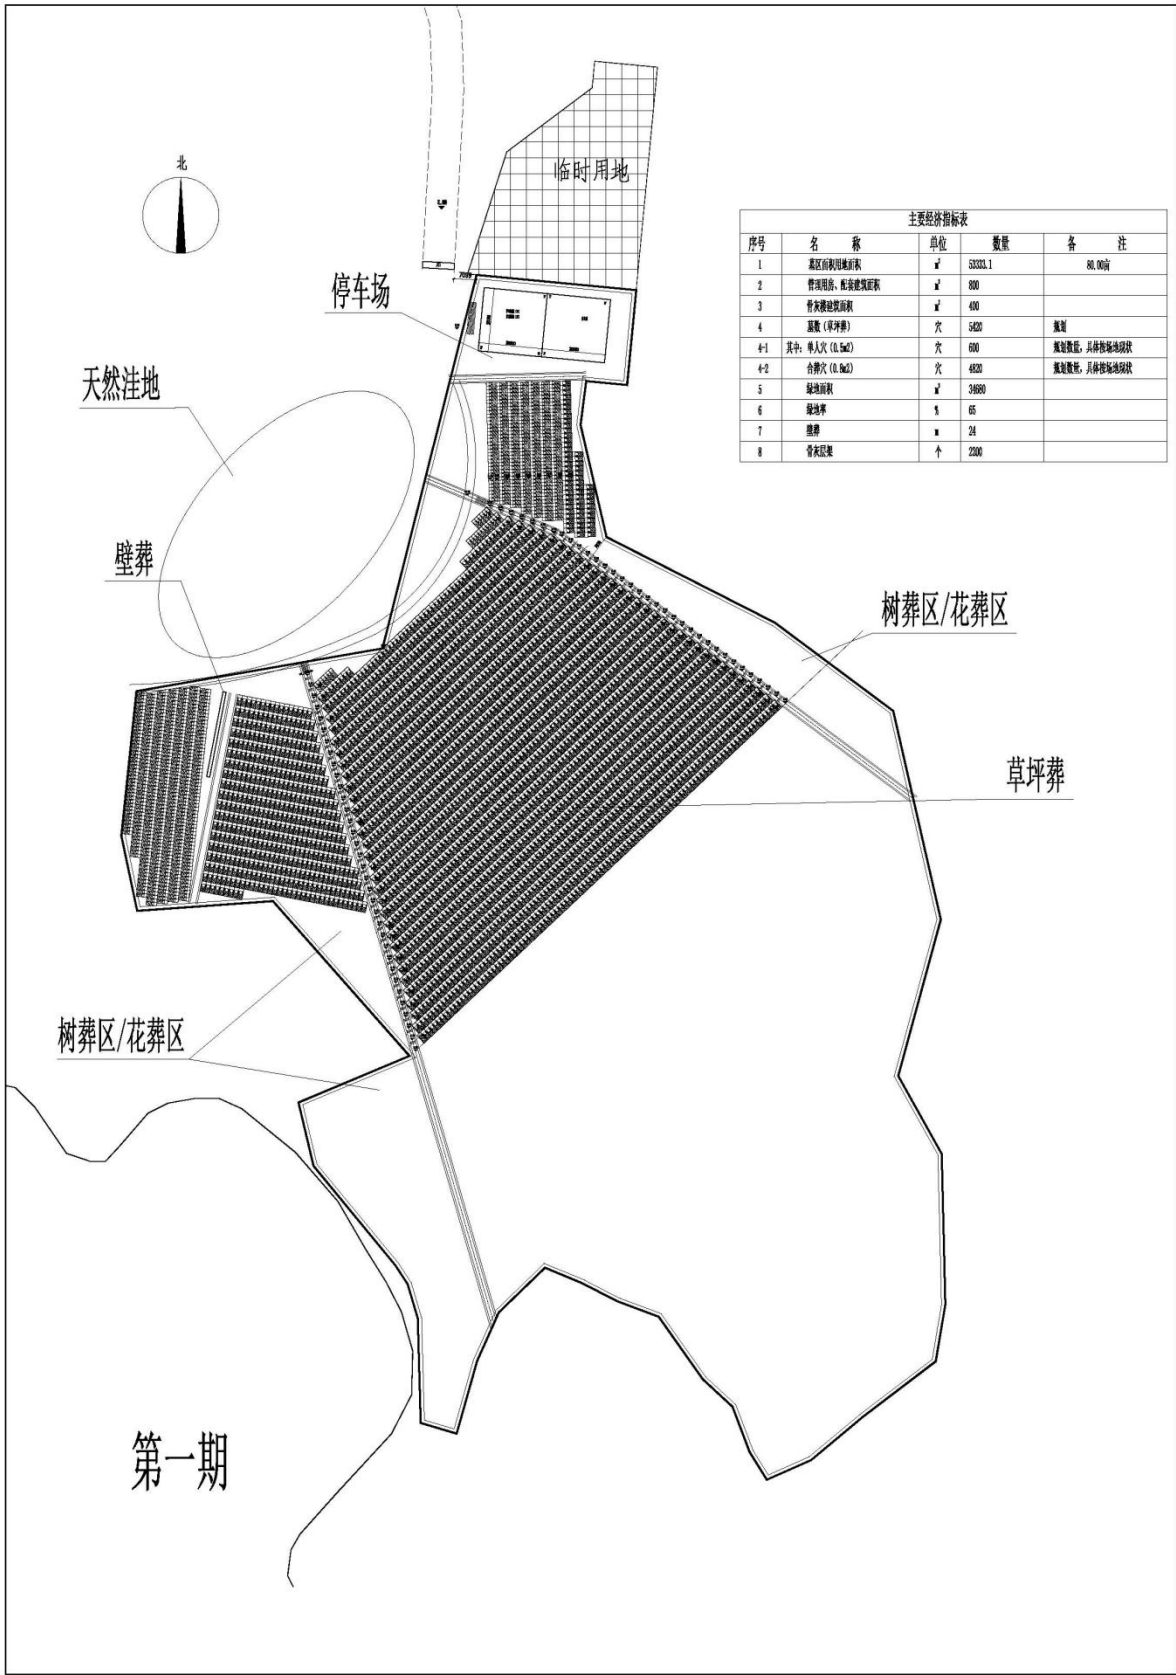 北
临时用地
停车场
天然洼地
壁葬
树葬区/花葬区
草坪葬
树葬区/花葬区
第一期
主要经济指标表
序号 名 称 单位 数量 备 注
1 墓区面积用地面积 m² 53333.1 80.00亩
2 管理用房、配套建筑面积 m² 800
3 骨灰楼建筑面积 m² 400
4 墓数（草坪葬） 穴 5420 规划
4-1 其中：单人穴（0.5m2） 穴 600 规划数量，具体按场地现状
4-2 合葬穴（0.8m2） 穴 4820 规划数量，具体按场地现状
5 绿地面积 m² 34680
6 绿地率 % 65
7 壁葬 m 24
8 骨灰层架 个 2300